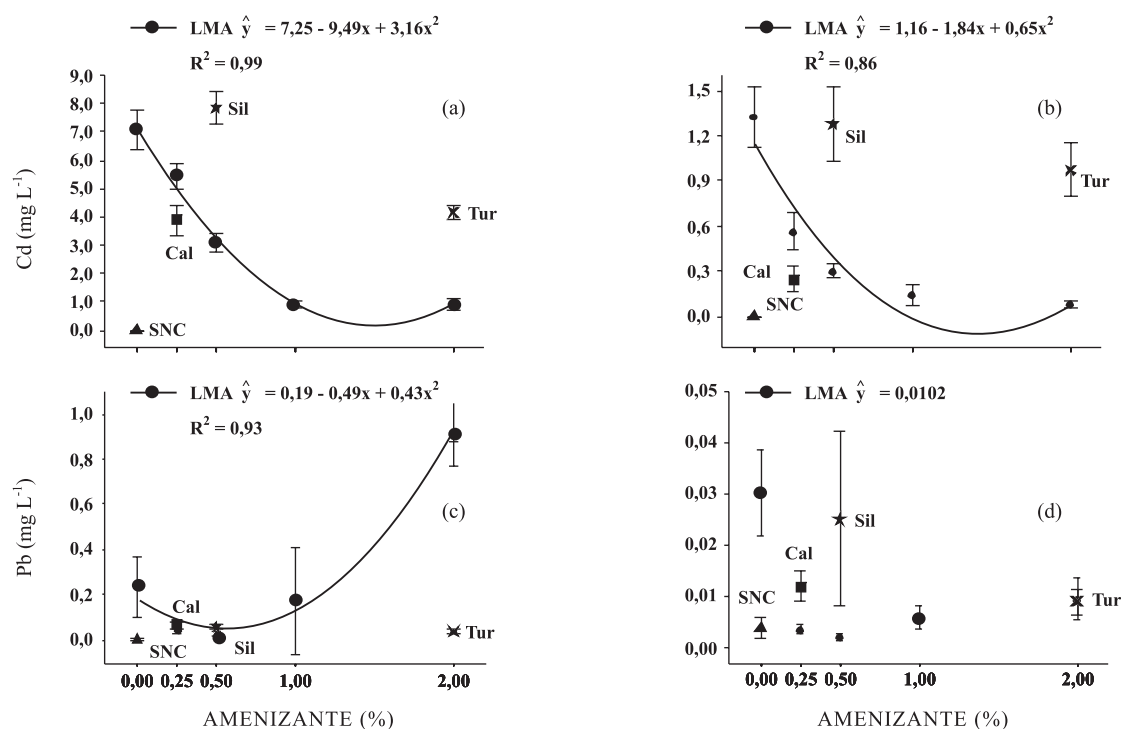 LMA ŷ = 7,25 - 9,49x + 3,16x²
R² = 0,99
Cd (mg L⁻¹)
9,0
8,0
7,0
6,0
5,0
4,0
3,0
2,0
1,0
0,0
(a)
Sil
Cal
Tur
SNC
LMA ŷ = 1,16 - 1,84x + 0,65x²
R² = 0,86
1,5
1,2
0,9
0,6
0,3
0,0
(b)
Sil
Tur
Cal
SNC
LMA ŷ = 0,19 - 0,49x + 0,43x²
R² = 0,93
Pb (mg L⁻¹)
1,0
0,8
0,6
0,4
0,2
0,0
(c)
Cal
SNC
Sil
Tur
0,00 0,25 0,50 1,00 2,00
AMENIZANTE (%)
LMA ŷ = 0,0102
0,05
0,04
0,03
0,02
0,01
0,00
(d)
Sil
Cal
SNC
Tur
0,00 0,25 0,50 1,00 2,00
AMENIZANTE (%)